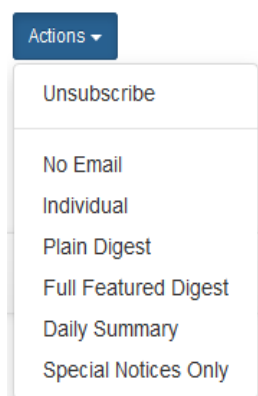 Actions
Unsubscribe
No Email
Individual
Plain Digest
Full Featured Digest
Daily Summary
Special Notices Only